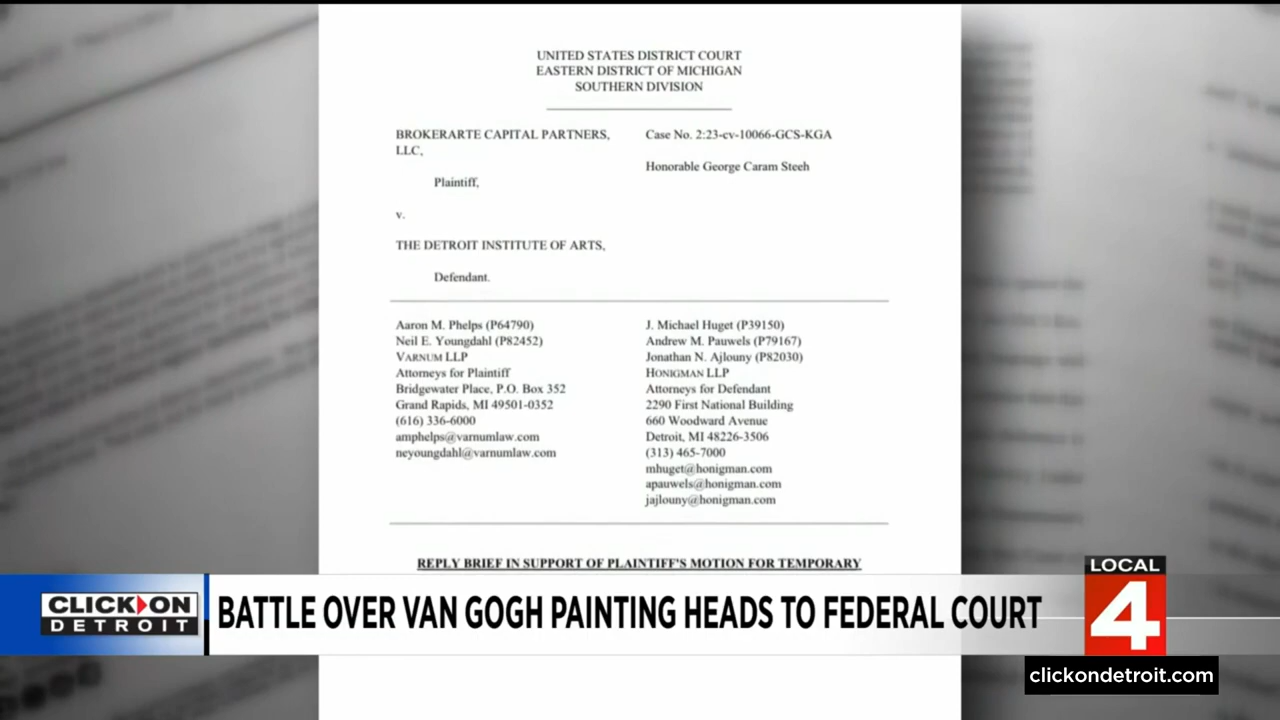 UNITED STATES DISTRICT COURT
EASTERN DISTRICT OF MICHIGAN
SOUTHERN DIVISION
BROKERARTE CAPITAL PARTNERS,
LLC,
Plaintiff,
v.
THE DETROIT INSTITUTE OF ARTS,
Defendant.
Case No. 2:23-cv-10066-GCS-KGA
Honorable George Caram Steeh
Aaron M. Phelps (P64790)
Neil E. Youngdahl (P82452)
VARNUM LLP
Attorneys for Plaintiff
Bridgewater Place, P.O. Box 352
Grand Rapids, MI 49501-0352
(616) 336-6000
amphelps@varnumlaw.com
neyoungdahl@varnumlaw.com
J. Michael Huget (P39150)
Andrew M. Pauwels (P79167)
Jonathan N. Ajlouny (P82030)
HONIGMAN LLP
Attorneys for Defendant
2290 First National Building
660 Woodward Avenue
Detroit, MI 48226-3506
(313) 465-7000
mhuget@honigman.com
apauwels@honigman.com
jajlouny@honigman.com
REPLY BRIEF IN SUPPORT OF PLAINTIFF'S MOTION FOR TEMPORARY
CLICK ON
DETROIT
BATTLE OVER VAN GOGH PAINTING HEADS TO FEDERAL COURT
LOCAL
4
clickondetroit.com